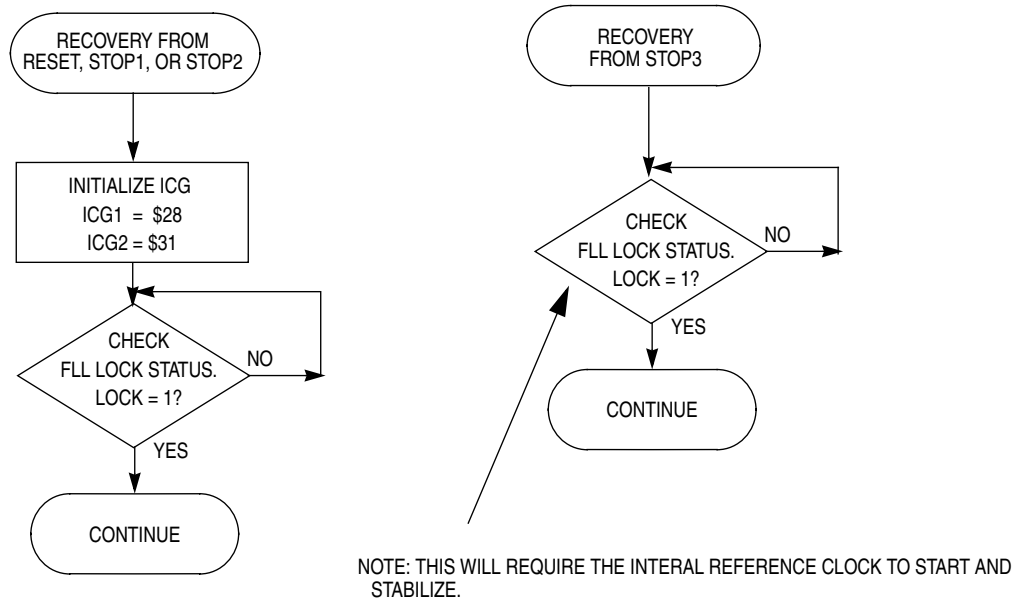 RECOVERY FROM
RESET, STOP1, OR STOP2
INITIALIZE ICG
ICG1 = $28
ICG2 = $31
CHECK
FLL LOCK STATUS.
LOCK = 1?
NO
YES
CONTINUE
RECOVERY
FROM STOP3
CHECK
FLL LOCK STATUS.
LOCK = 1?
NO
YES
CONTINUE
NOTE: THIS WILL REQUIRE THE INTERAL REFERENCE CLOCK TO START AND
STABILIZE.